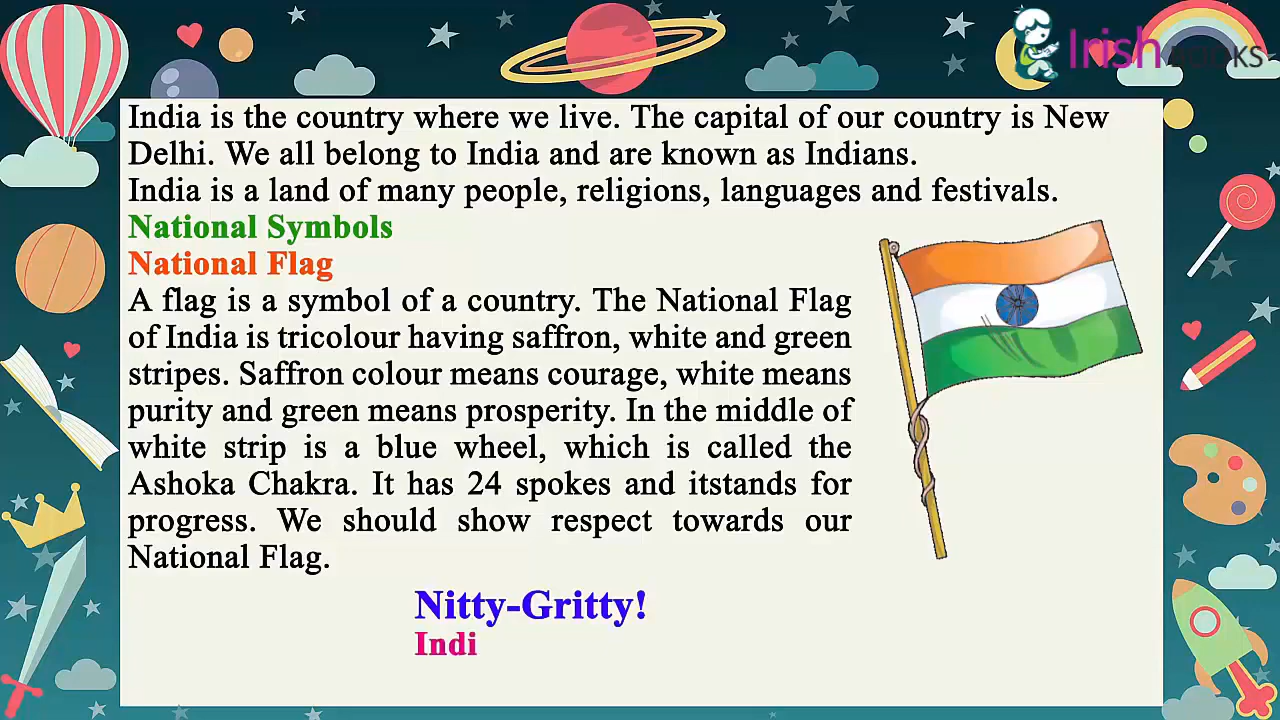 Irish BOOKS
India is the country where we live. The capital of our country is New
Delhi. We all belong to India and are known as Indians.
India is a land of many people, religions, languages and festivals.
National Symbols
National Flag
A flag is a symbol of a country. The National Flag
of India is tricolour having saffron, white and green
stripes. Saffron colour means courage, white means
purity and green means prosperity. In the middle of
white strip is a blue wheel, which is called the
Ashoka Chakra. It has 24 spokes and itstands for
progress. We should show respect towards our
National Flag.
Nitty-Gritty!
Indi